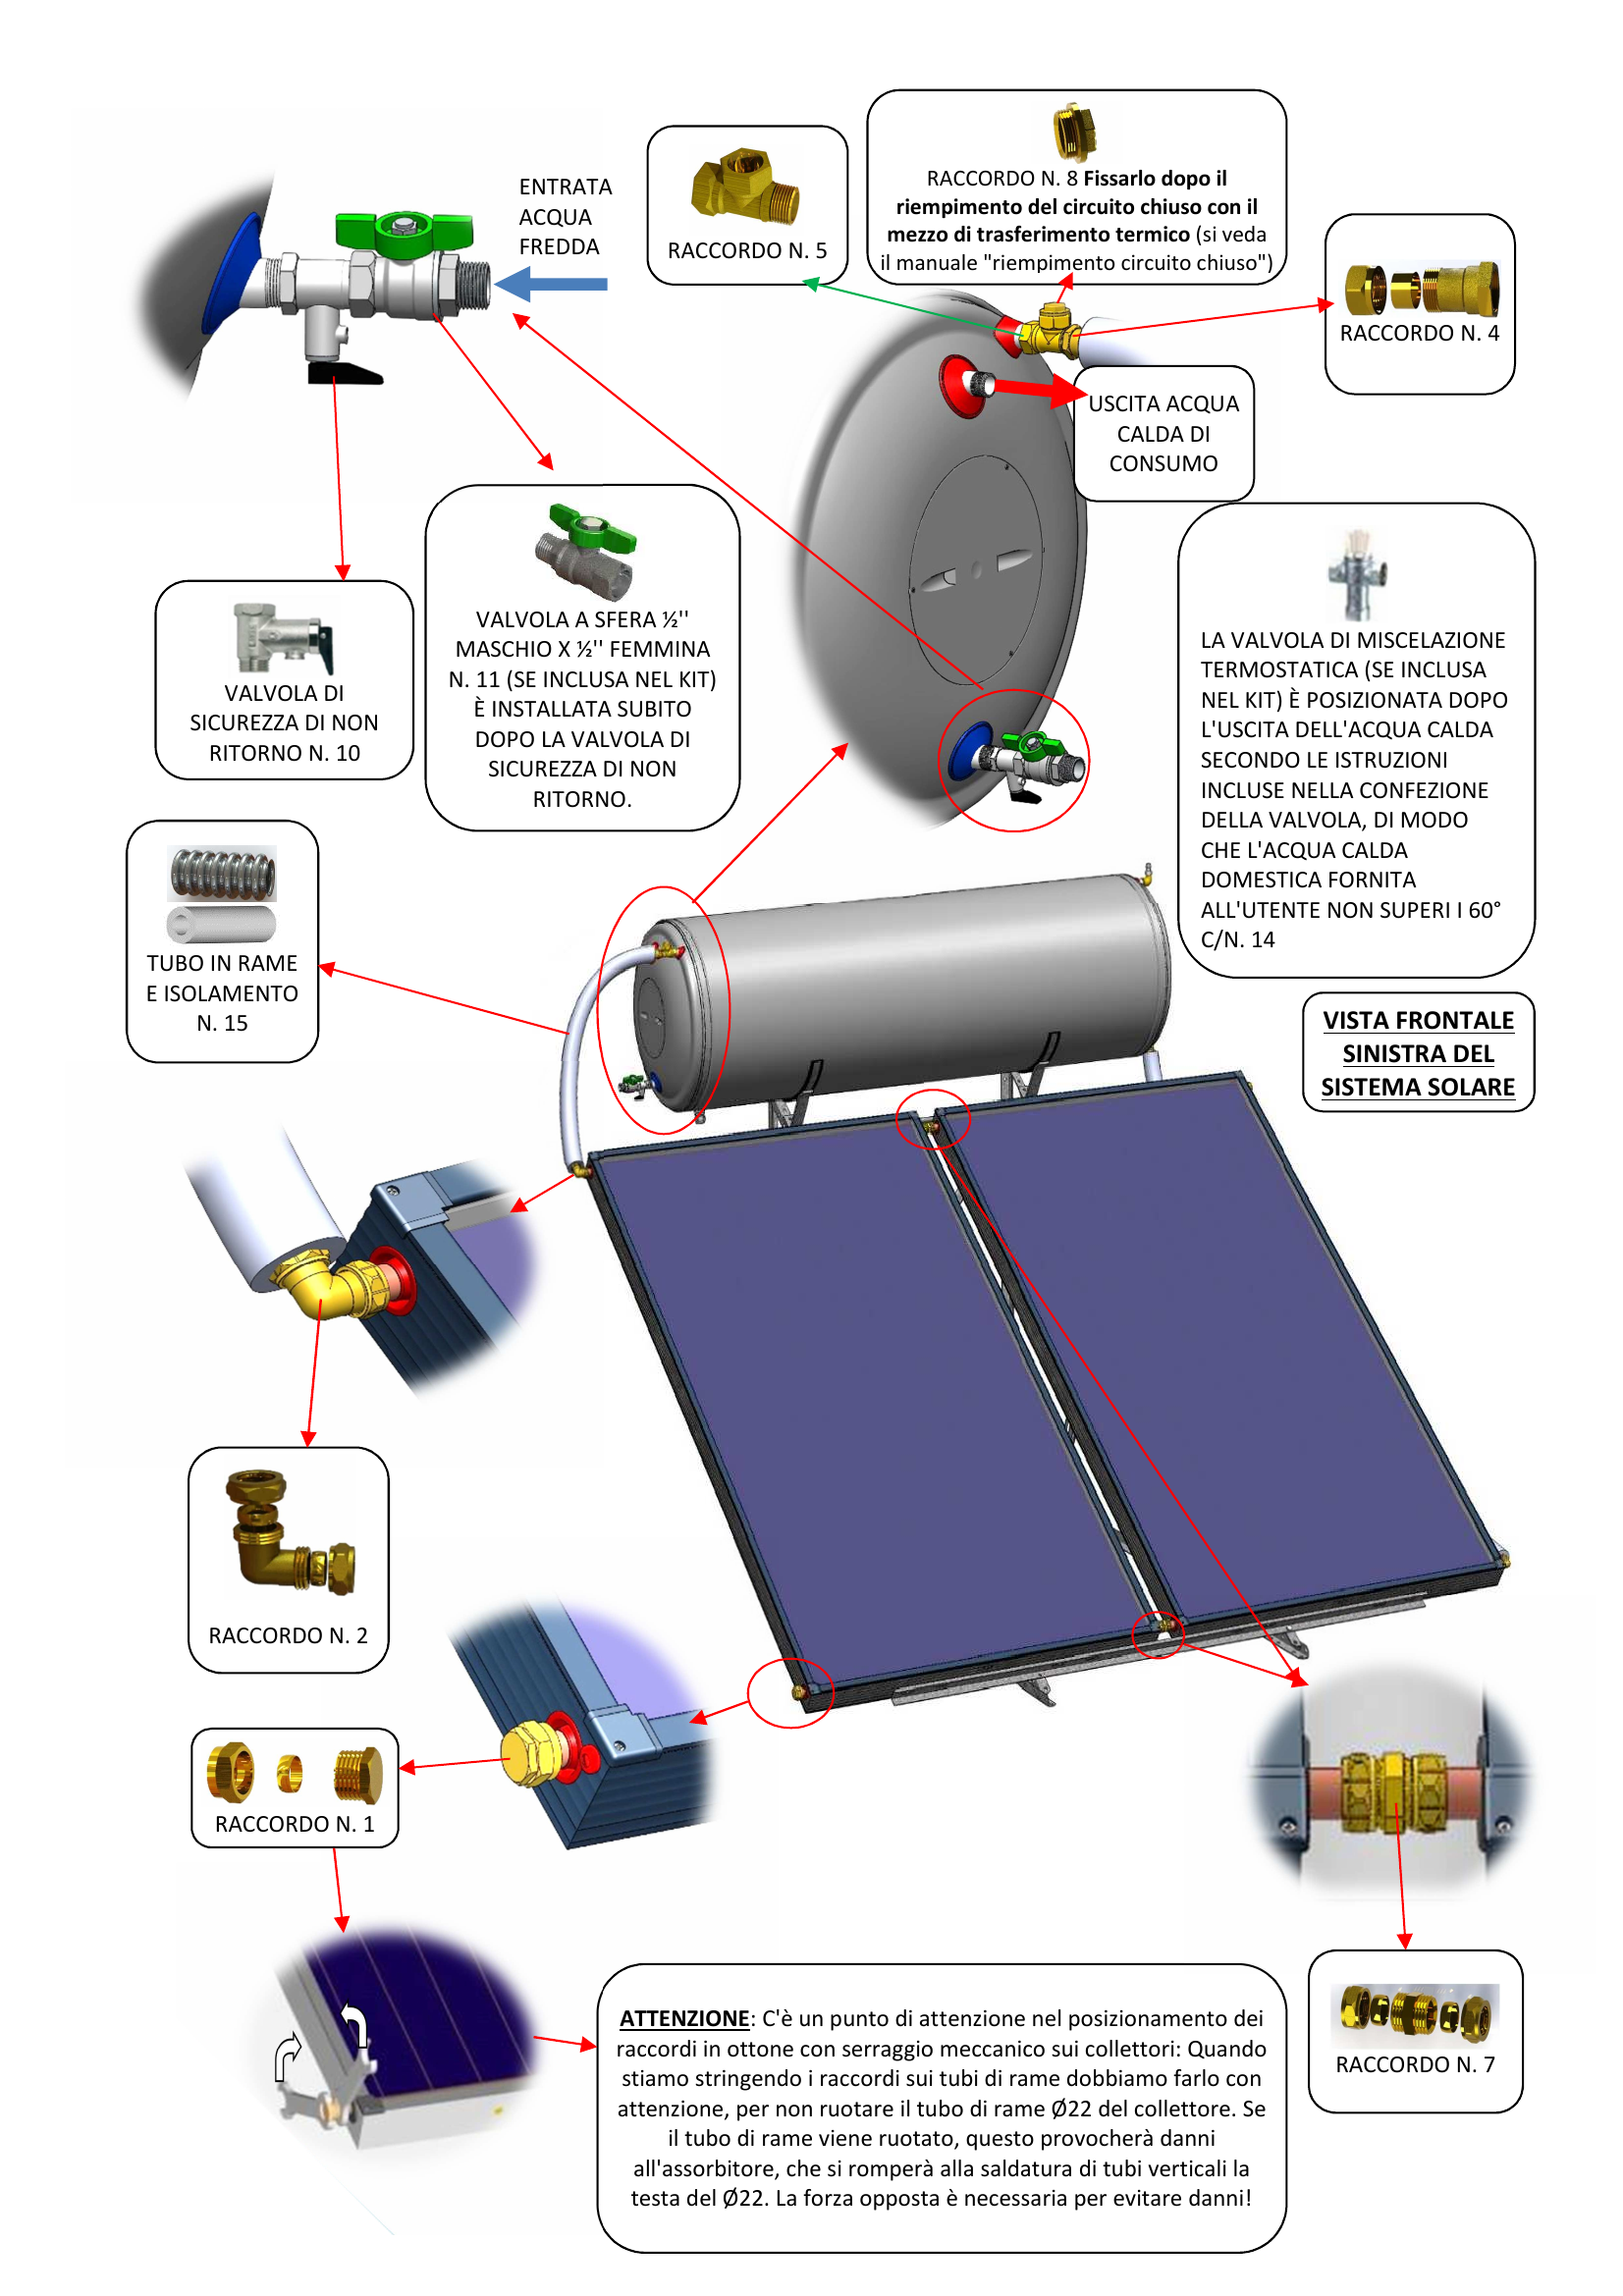 ENTRATA
ACQUA
FREDDA
RACCORDO N. 5
RACCORDO N. 8 Fissarlo dopo il
riempimento del circuito chiuso con il
mezzo di trasferimento termico (si veda
il manuale "riempimento circuito chiuso")
RACCORDO N. 4
USCITA ACQUA
CALDA DI
CONSUMO
VALVOLA DI
SICUREZZA DI NON
RITORNO N. 10
VALVOLA A SFERA ½''
MASCHIO X ½'' FEMMINA
N. 11 (SE INCLUSA NEL KIT)
È INSTALLATA SUBITO
DOPO LA VALVOLA DI
SICUREZZA DI NON
RITORNO.
LA VALVOLA DI MISCELAZIONE
TERMOSTATICA (SE INCLUSA
NEL KIT) È POSIZIONATA DOPO
L'USCITA DELL'ACQUA CALDA
SECONDO LE ISTRUZIONI
INCLUSE NELLA CONFEZIONE
DELLA VALVOLA, DI MODO
CHE L'ACQUA CALDA
DOMESTICA FORNITA
ALL'UTENTE NON SUPERI I 60°
C/N. 14
TUBO IN RAME
E ISOLAMENTO
N. 15
VISTA FRONTALE
SINISTRA DEL
SISTEMA SOLARE
RACCORDO N. 2
RACCORDO N. 1
RACCORDO N. 7
ATTENZIONE: C'è un punto di attenzione nel posizionamento dei
raccordi in ottone con serraggio meccanico sui collettori: Quando
stiamo stringendo i raccordi sui tubi di rame dobbiamo farlo con
attenzione, per non ruotare il tubo di rame Ø22 del collettore. Se
il tubo di rame viene ruotato, questo provocherà danni
all'assorbitore, che si romperà alla saldatura di tubi verticali la
testa del Ø22. La forza opposta è necessaria per evitare danni!